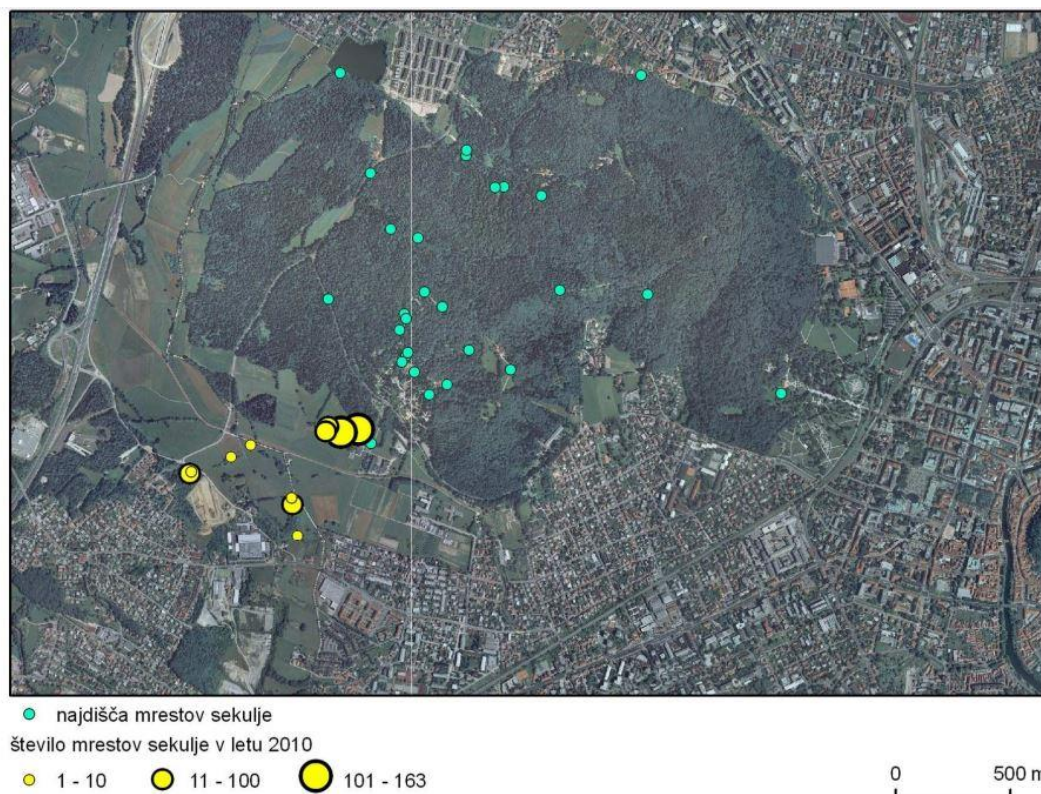 najdišča mrestov sekulje
število mrestov sekulje v letu 2010
1 - 10 11 - 100 101 - 163
0 500 m